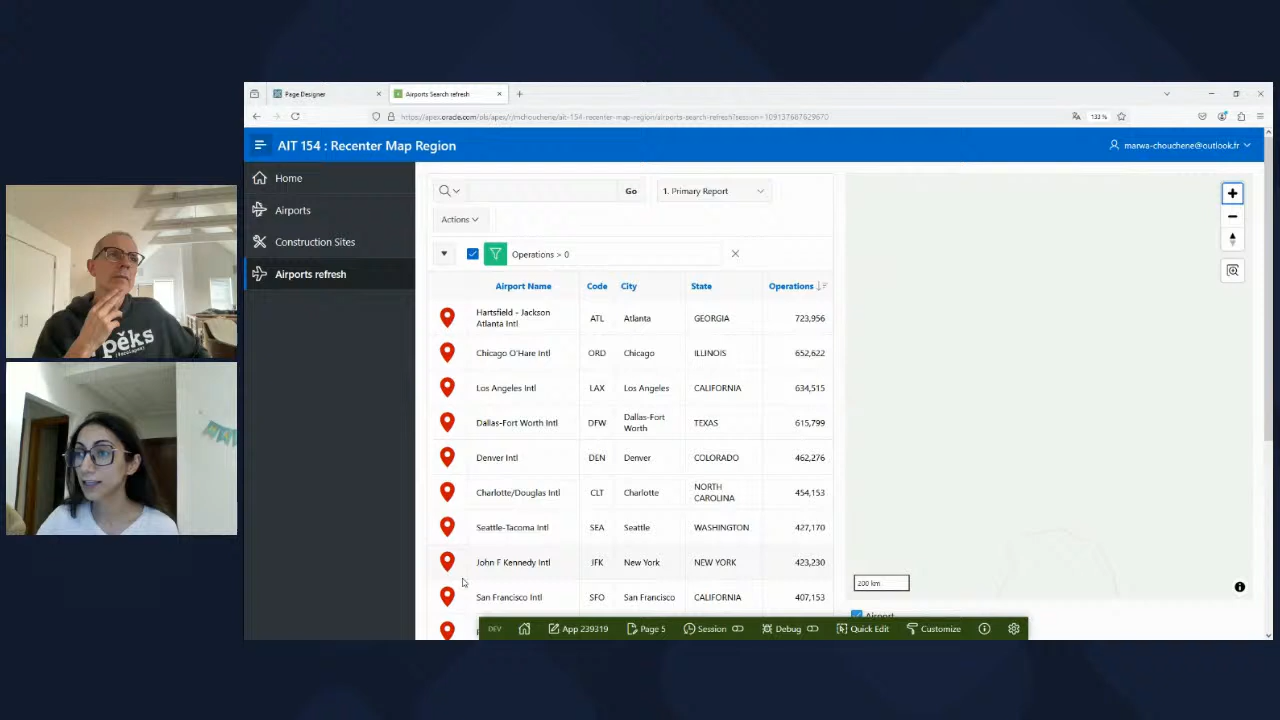 Page Designer
Airports Search refresh
133%
AIT 154 : Recenter Map Region
marwa-chouchene@outlook.fr
Home
Airports
Construction Sites
Airports refresh
Go
1. Primary Report
Actions
Operations > 0
Airport Name Code City State Operations
Hartsfield - Jackson
Atlanta Intl
ATL Atlanta GEORGIA 723,956
Chicago O'Hare Intl ORD Chicago ILLINOIS 652,622
Los Angeles Intl LAX Los Angeles CALIFORNIA 634,515
Dallas-Fort Worth Intl DFW Dallas-Fort
Worth
TEXAS 615,799
Denver Intl DEN Denver COLORADO 462,276
Charlotte/Douglas Intl CLT Charlotte NORTH
CAROLINA
454,153
Seattle-Tacoma Intl SEA Seattle WASHINGTON 427,170
John F Kennedy Intl JFK New York NEW YORK 423,230
San Francisco Intl SFO San Francisco CALIFORNIA 407,153
200 km
Airport
DEV App 239319 Page 5 Session Debug Quick Edit Customize
pěks